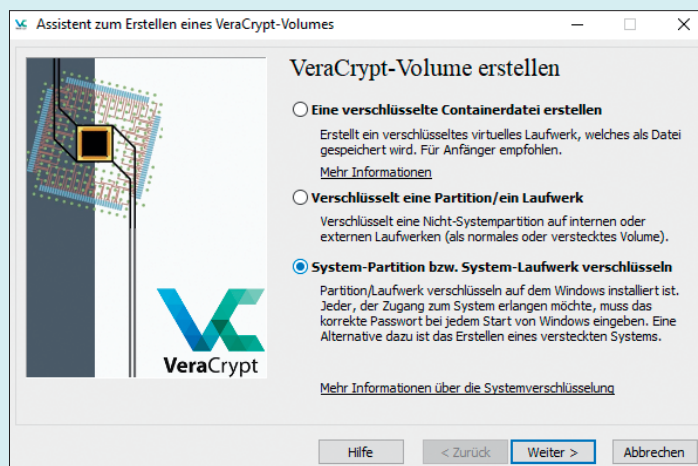 Assistent zum Erstellen eines VeraCrypt-Volumes
VeraCrypt-Volume erstellen
Eine verschlüsselte Containerdatei erstellen
Erstellt ein verschlüsseltes virtuelles Laufwerk, welches als Datei
gespeichert wird. Für Anfänger empfohlen.
Mehr Informationen
Verschlüsselt eine Partition/ein Laufwerk
Verschlüsselt eine Nicht-Systempartition auf internen oder
externen Laufwerken (als normales oder verstecktes Volume).
System-Partition bzw. System-Laufwerk verschlüsseln
Partition/Laufwerk verschlüsseln auf dem Windows installiert ist.
Jeder, der Zugang zum System erlangen möchte, muss das
korrekte Passwort bei jedem Start von Windows eingeben. Eine
Alternative dazu ist das Erstellen eines versteckten Systems.
Mehr Informationen über die Systemverschlüsselung
VeraCrypt
Hilfe
< Zurück
Weiter >
Abbrechen